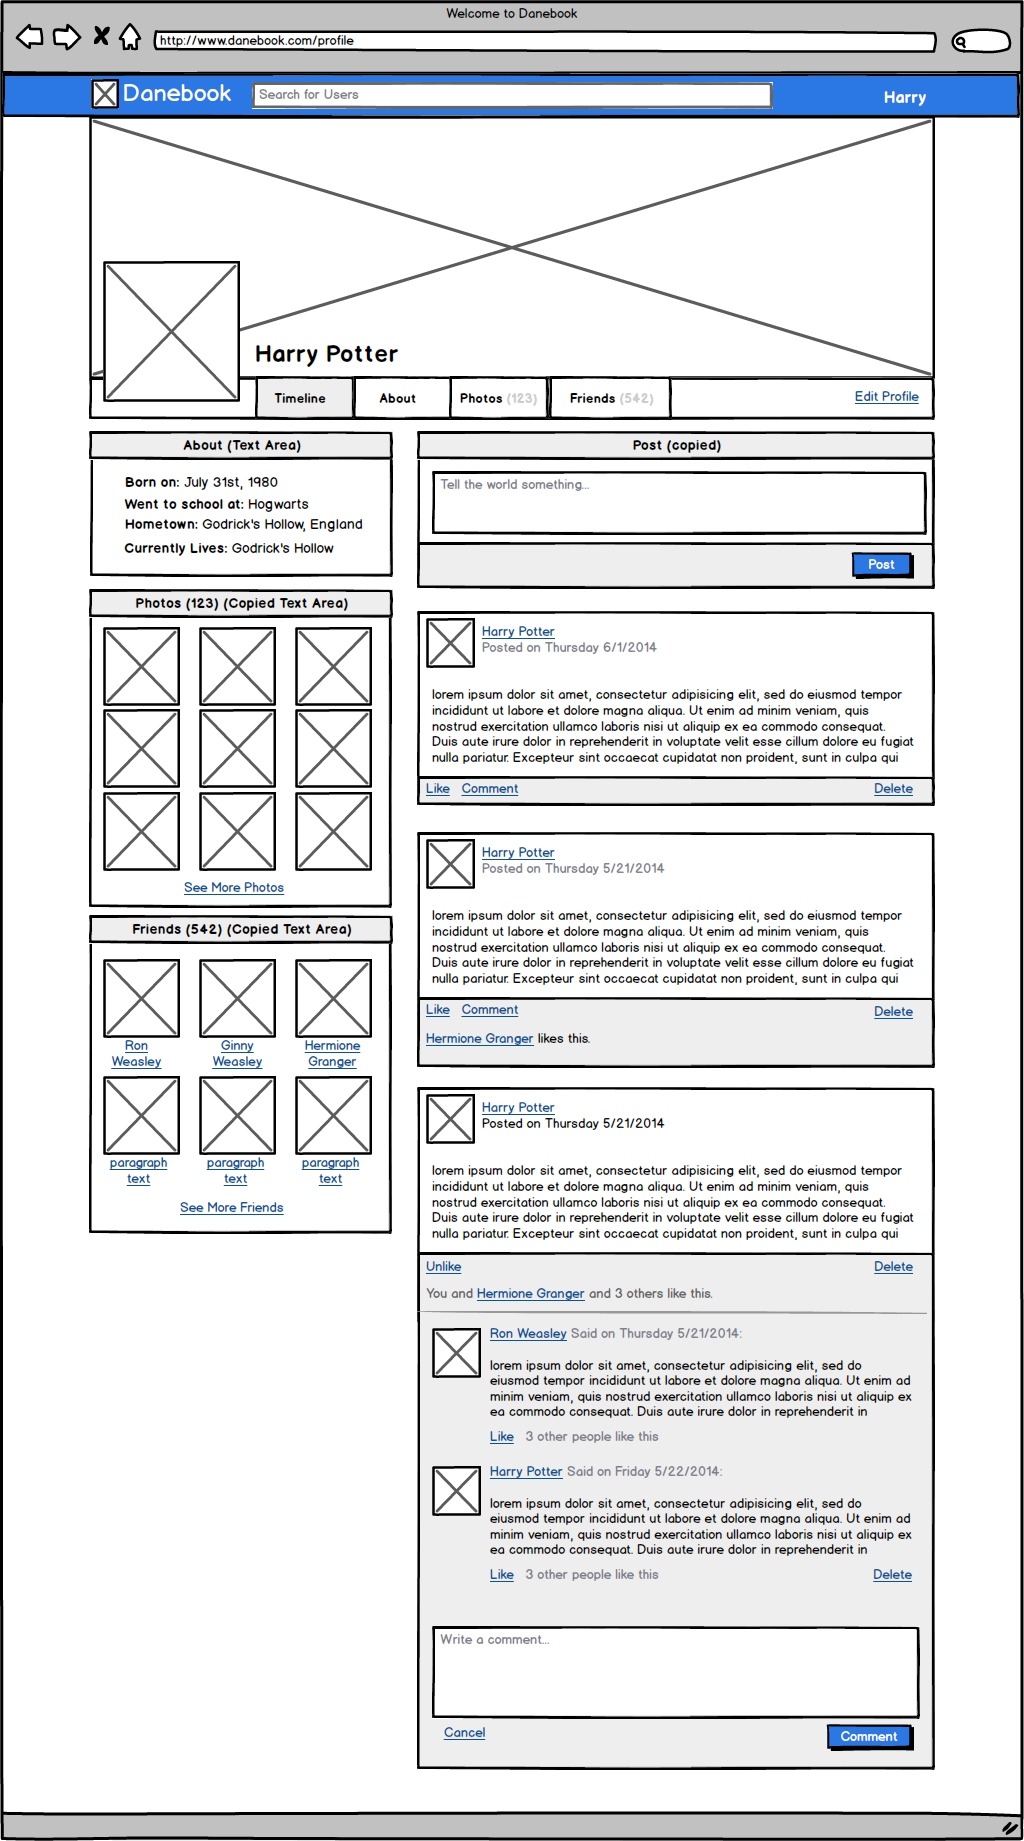 Welcome to Danebook
http://www.danebook.com/profile
Danebook
Search for Users
Harry
Harry Potter
Timeline
About
Photos (123)
Friends (542)
Edit Profile
About (Text Area)
Born on: July 31st, 1980
Went to school at: Hogwarts
Hometown: Godrick's Hollow, England
Currently Lives: Godrick's Hollow
Photos (123) (Copied Text Area)
See More Photos
Friends (542) (Copied Text Area)
Ron
Weasley
Ginny
Weasley
Hermione
Granger
paragraph
text
paragraph
text
paragraph
text
See More Friends
Post (copied)
Tell the world something...
Post
Harry Potter
Posted on Thursday 6/1/2014
lorem ipsum dolor sit amet, consectetur adipisicing elit, sed do eiusmod tempor
incididunt ut labore et dolore magna aliqua. Ut enim ad minim veniam, quis
nostrud exercitation ullamco laboris nisi ut aliquip ex ea commodo consequat.
Duis aute irure dolor in reprehenderit in voluptate velit esse cillum dolore eu fugiat
nulla pariatur. Excepteur sint occaecat cupidatat non proident, sunt in culpa qui
Like Comment Delete
Harry Potter
Posted on Thursday 5/21/2014
lorem ipsum dolor sit amet, consectetur adipisicing elit, sed do eiusmod tempor
incididunt ut labore et dolore magna aliqua. Ut enim ad minim veniam, quis
nostrud exercitation ullamco laboris nisi ut aliquip ex ea commodo consequat.
Duis aute irure dolor in reprehenderit in voluptate velit esse cillum dolore eu fugiat
nulla pariatur. Excepteur sint occaecat cupidatat non proident, sunt in culpa qui
Like Comment Delete
Hermione Granger likes this.
Harry Potter
Posted on Thursday 5/21/2014
lorem ipsum dolor sit amet, consectetur adipisicing elit, sed do eiusmod tempor
incididunt ut labore et dolore magna aliqua. Ut enim ad minim veniam, quis
nostrud exercitation ullamco laboris nisi ut aliquip ex ea commodo consequat.
Duis aute irure dolor in reprehenderit in voluptate velit esse cillum dolore eu fugiat
nulla pariatur. Excepteur sint occaecat cupidatat non proident, sunt in culpa qui
Unlike Delete
You and Hermione Granger and 3 others like this.
Ron Weasley Said on Thursday 5/21/2014:
lorem ipsum dolor sit amet, consectetur adipisicing elit, sed do
eiusmod tempor incididunt ut labore et dolore magna aliqua. Ut enim ad
minim veniam, quis nostrud exercitation ullamco laboris nisi ut aliquip ex
ea commodo consequat. Duis aute irure dolor in reprehenderit in
Like 3 other people like this
Harry Potter Said on Friday 5/22/2014:
lorem ipsum dolor sit amet, consectetur adipisicing elit, sed do
eiusmod tempor incididunt ut labore et dolore magna aliqua. Ut enim ad
minim veniam, quis nostrud exercitation ullamco laboris nisi ut aliquip ex
ea commodo consequat. Duis aute irure dolor in reprehenderit in
Like 3 other people like this Delete
Write a comment...
Cancel
Comment